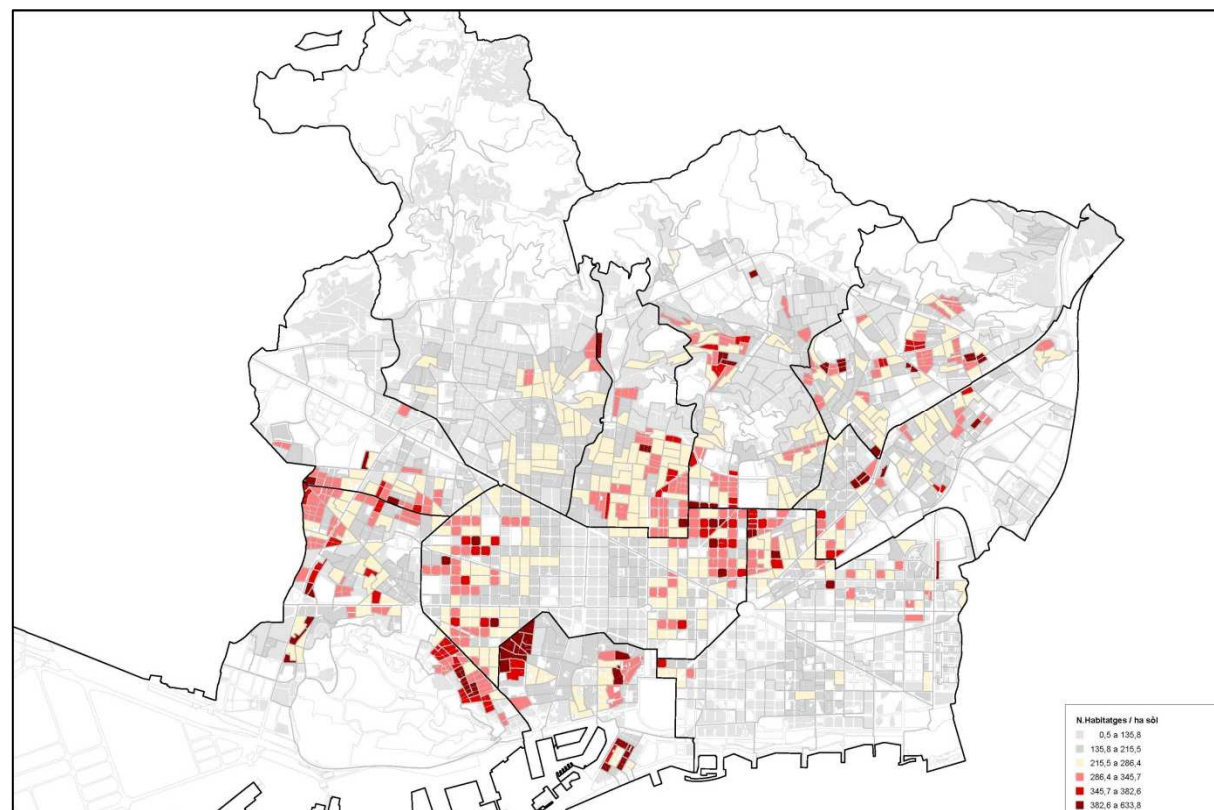 N.Habitatges / ha sòl
0,5 a 135,8
135,8 a 215,5
215,5 a 286,4
286,4 a 345,7
345,7 a 382,6
382,6 a 633,8